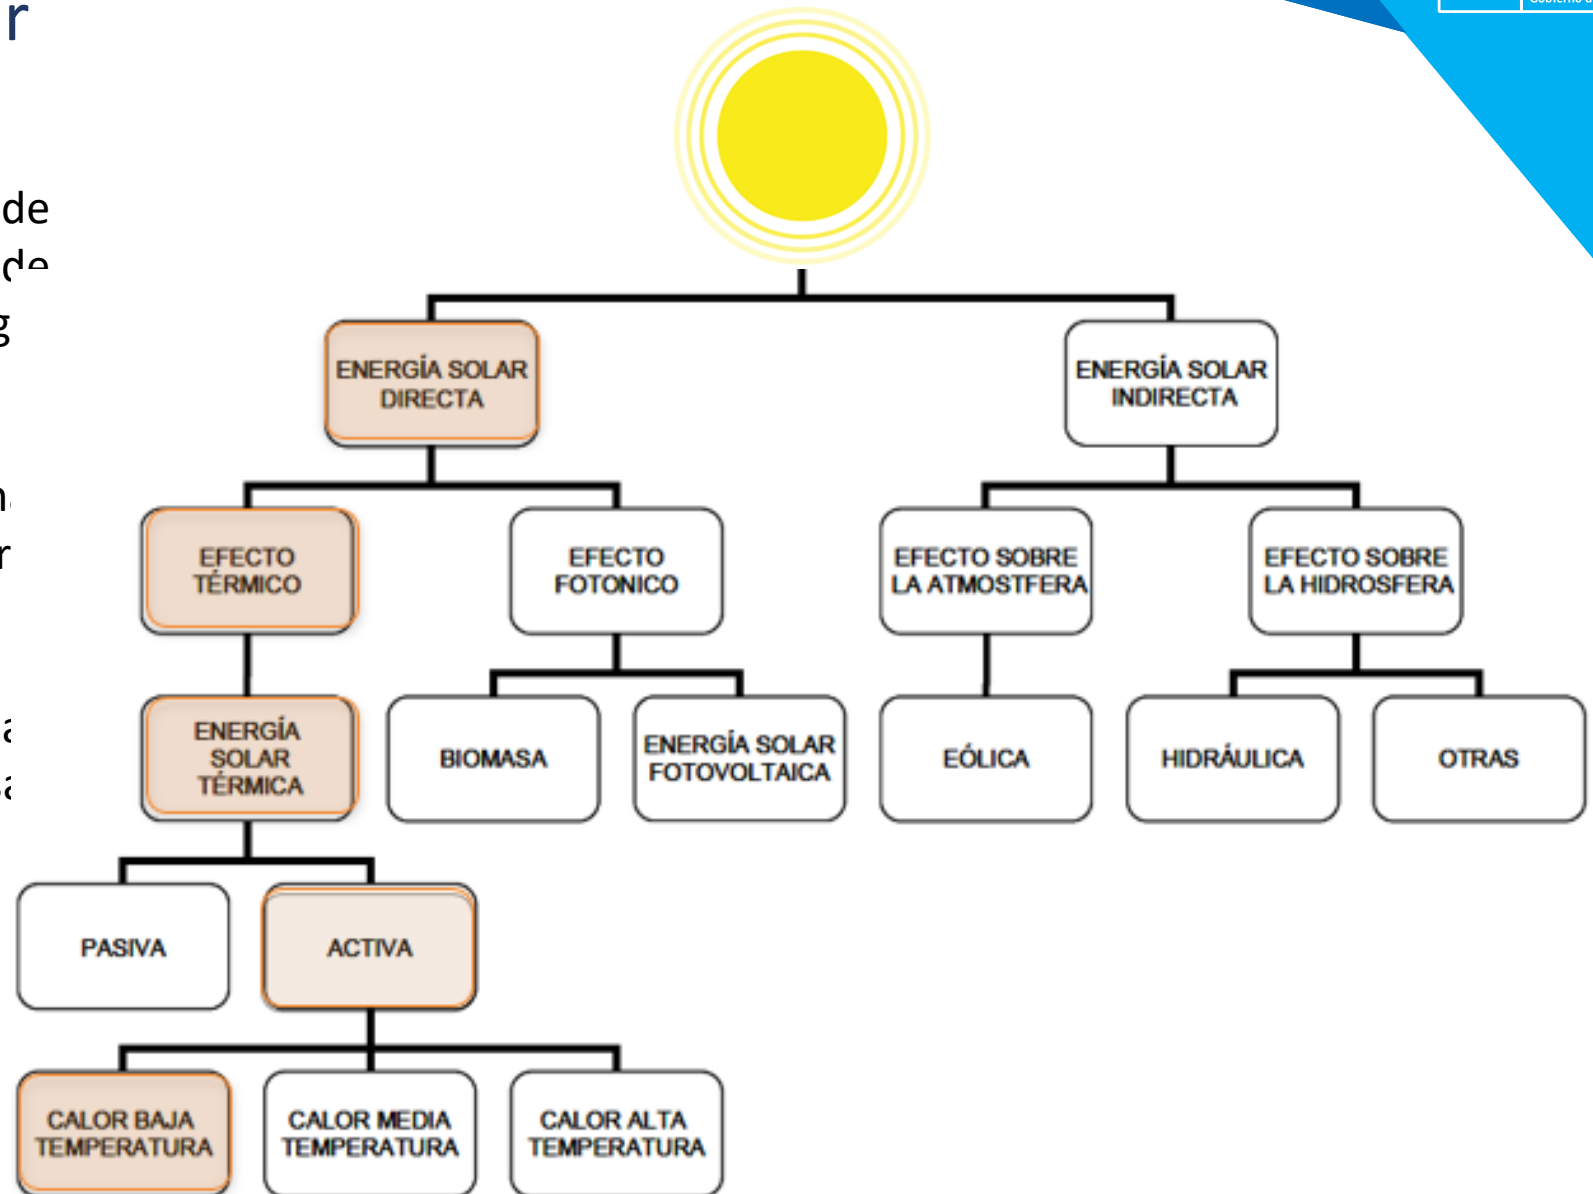 r
de
de
g
r
ENERGÍA SOLAR
DIRECTA
ENERGÍA SOLAR
INDIRECTA
EFECTO
TÉRMICO
EFECTO
FOTONICO
EFECTO SOBRE
LA ATMOSTFERA
EFECTO SOBRE
LA HIDROSFERA
ENERGÍA
SOLAR
TÉRMICA
BIOMASA
ENERGÍA SOLAR
FOTOVOLTAICA
EÓLICA
HIDRÁULICA
OTRAS
PASIVA
ACTIVA
CALOR BAJA
TEMPERATURA
CALOR MEDIA
TEMPERATURA
CALOR ALTA
TEMPERATURA